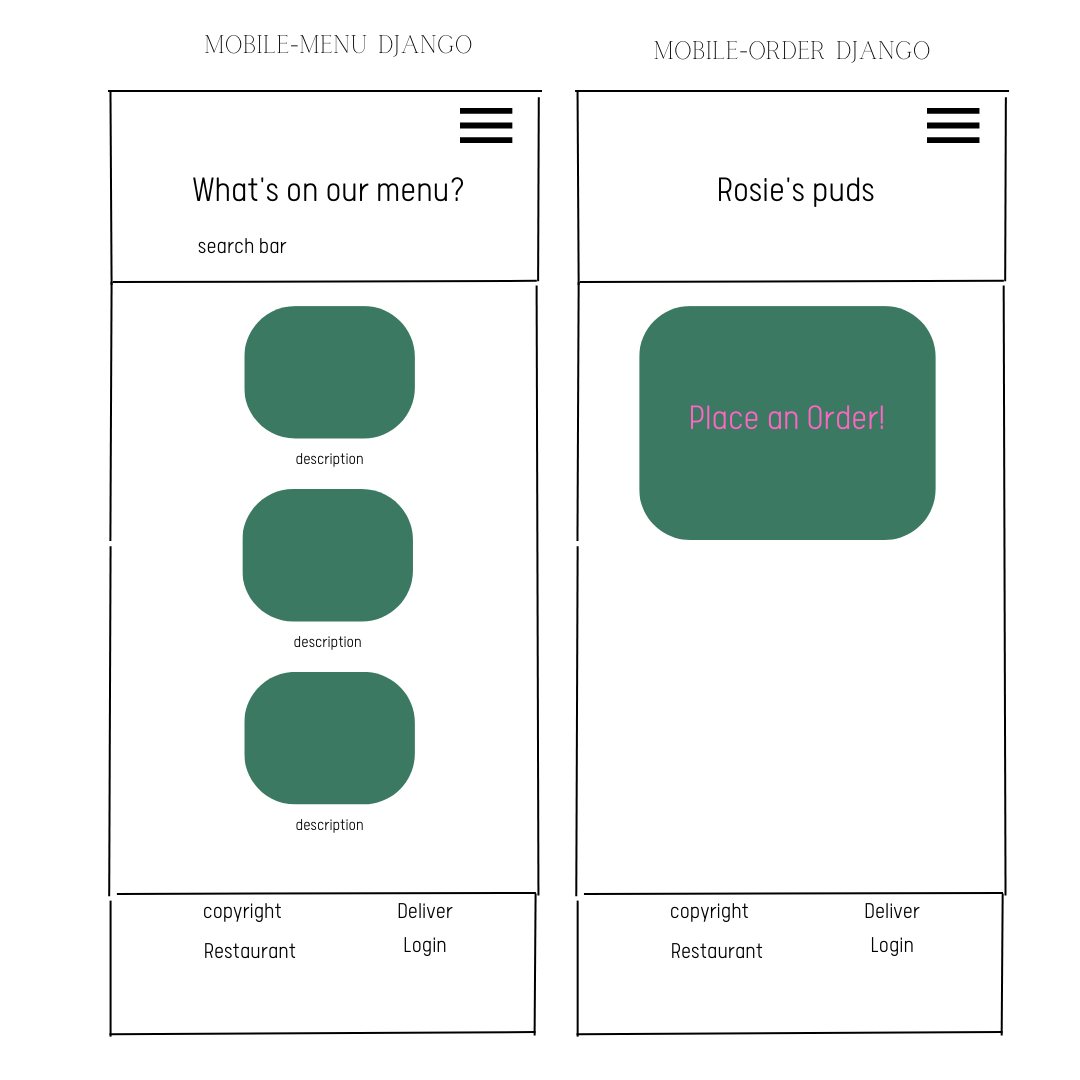 MOBILE-MENU DJANGO
What's on our menu?
search bar
description
description
description
copyright
Deliver
Restaurant
Login
MOBILE-ORDER DJANGO
Rosie's puds
Place an Order!
copyright
Deliver
Restaurant
Login